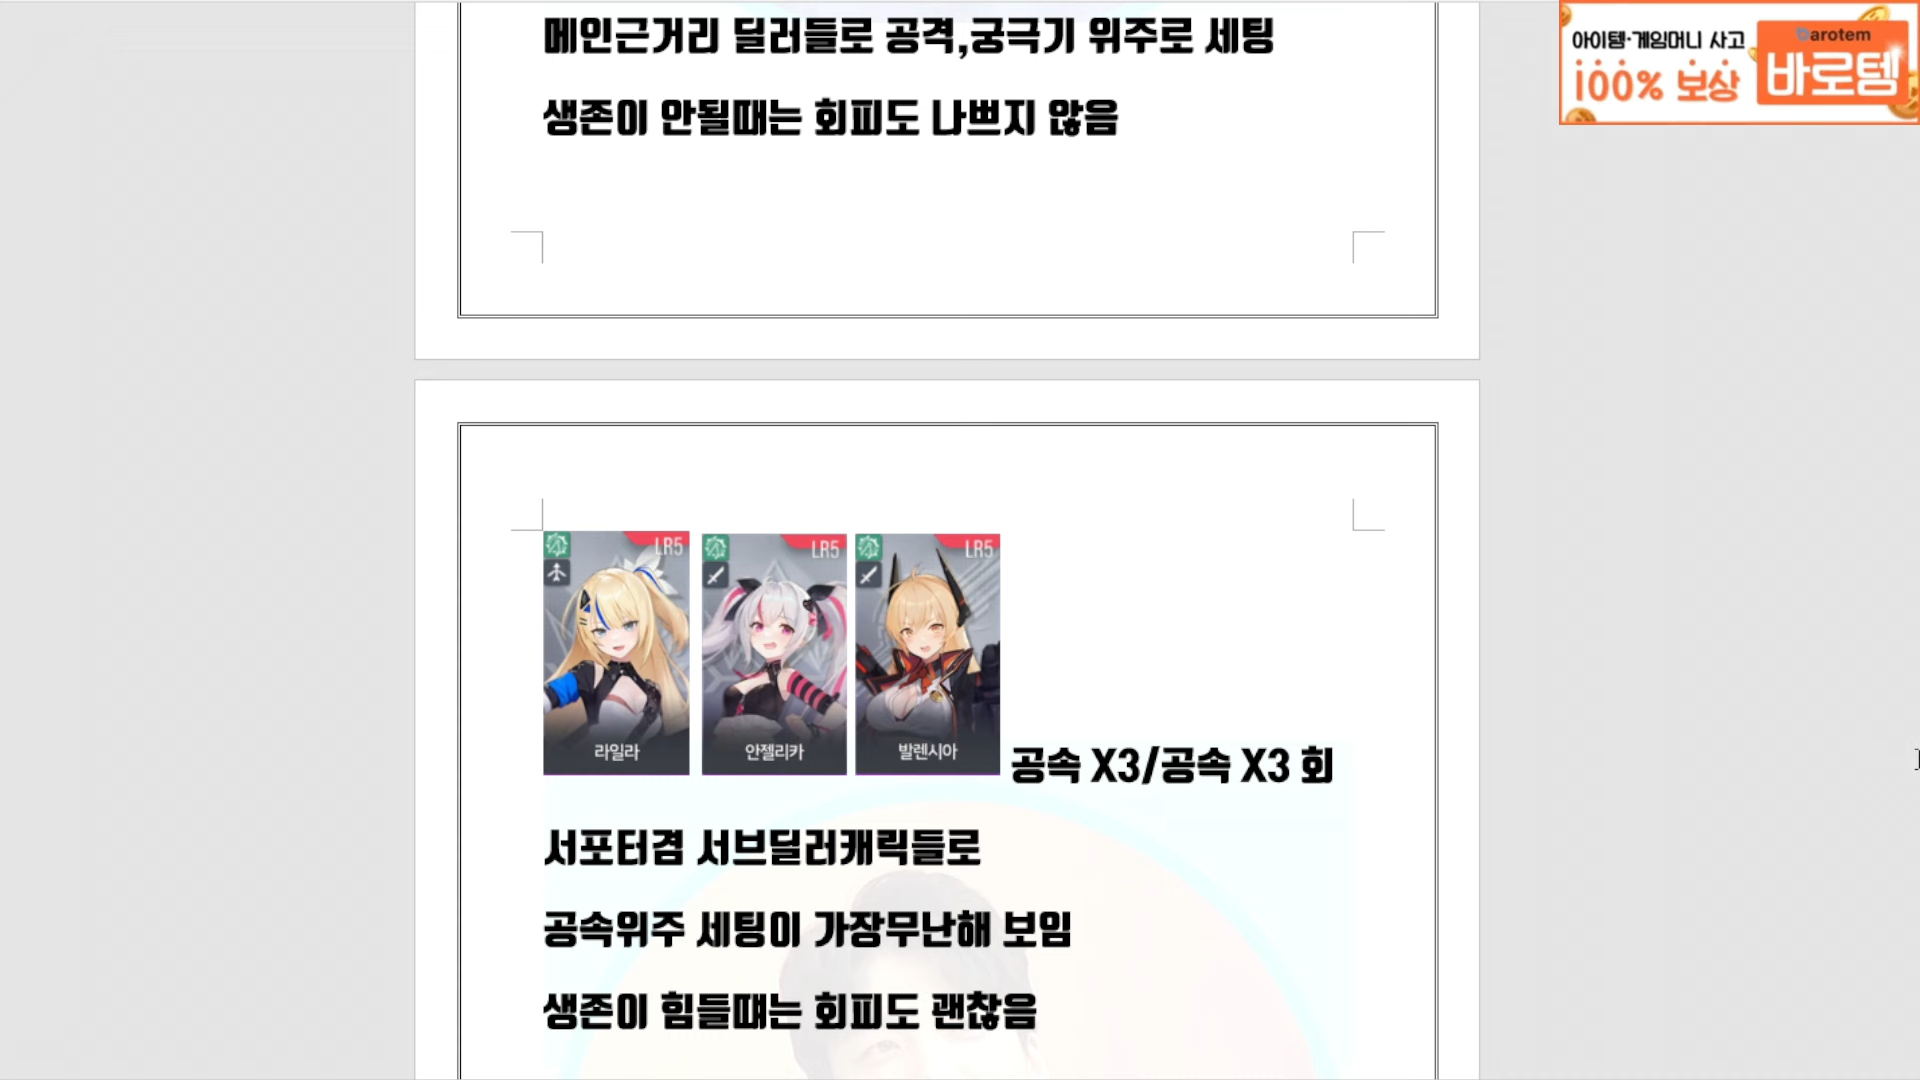 메인근거리 딜러들로 공격,궁극기 위주로 세팅
생존이 안될때는 회피도 나쁘지 않음
아이템·게임머니 사고
100% 보상
barotem
바로템
LR5
LR5
LR5
라일라
안젤리카
발렌시아
공속 X3/공속 X3 회
서포터겸 서브딜러캐릭들로
공속위주 세팅이 가장무난해 보임
생존이 힘들떄는 회피도 괜찮음